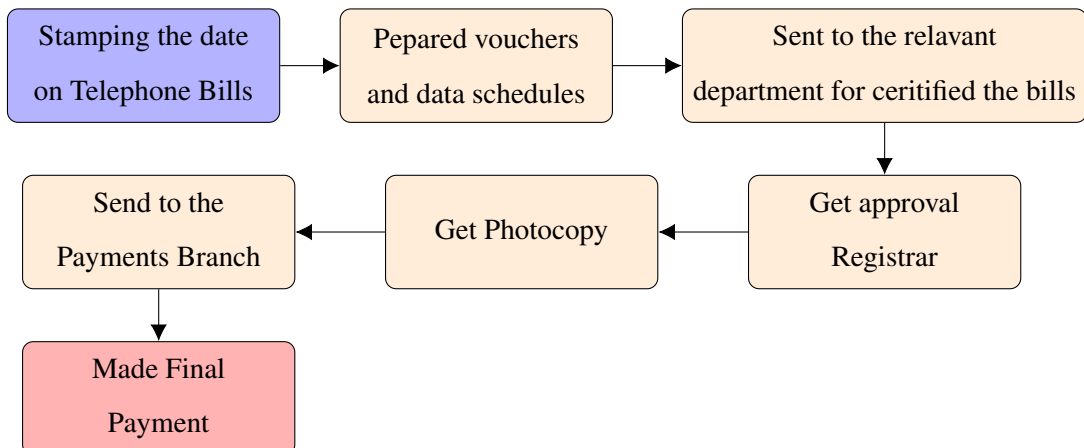 Stamping the date
on Telephone Bills
Pepared vouchers
and data schedules
Sent to the relavant
department for ceritified the bills
Get approval
Registrar
Get Photocopy
Send to the
Payments Branch
Made Final
Payment